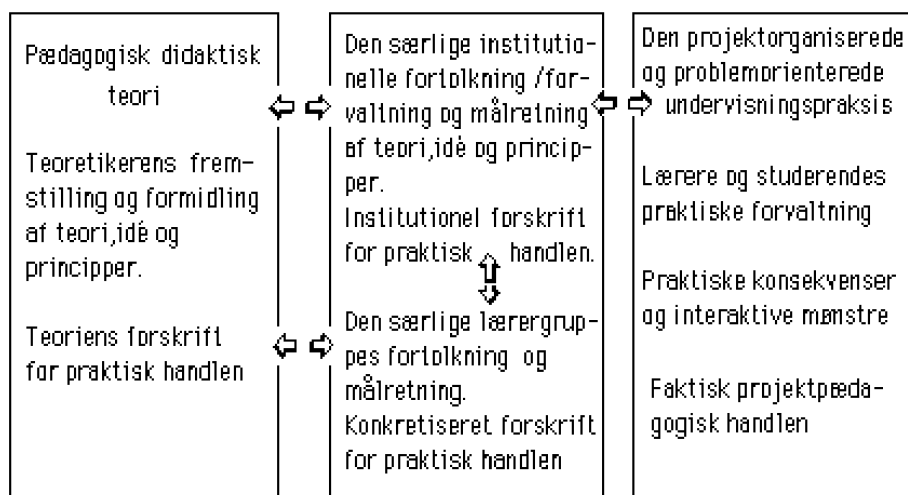 Pædagogisk didaktisk
teori
Teoretikerens frem-
stilling og formidling
af teori,idé og
principper.
Teoriens forskrift
for praktisk handlen
Den særlige institutio-
nelle fortolkning /for-
valtning og målretning
af teori,idé og princip-
per.
Institutionel forskrift
for praktisk handlen.
Den særlige lærergrup-
pes fortolkning og
målretning.
Konkretiseret forskrift
for praktisk handlen
Den projektorganiserede
og problemorienterede
undervisningspraksis
Lærere og studerendes
praktiske forvaltning
Praktiske konsekvenser
og interaktive mønstre
Faktisk projektpæda-
gogisk handlen